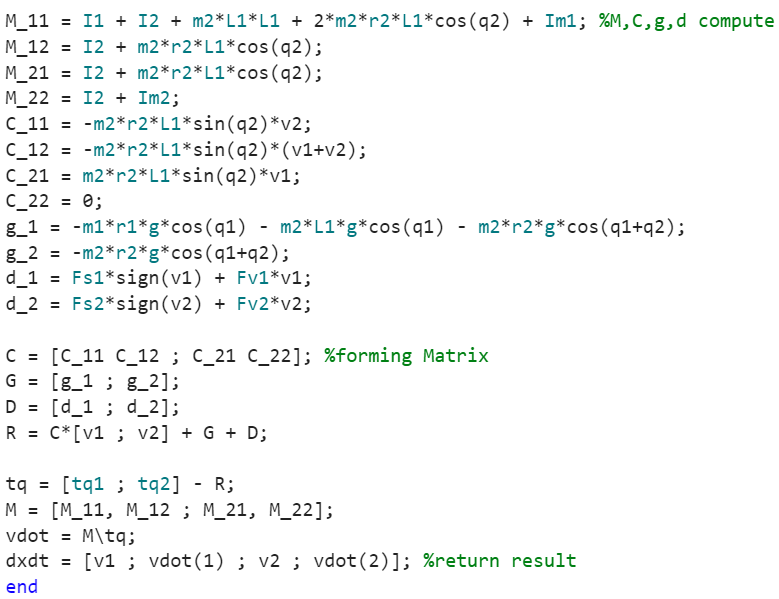 M_11 = I1 + I2 + m2*L1*L1 + 2*m2*r2*L1*cos(q2) + Im1; %M,C,g,d compute
M_12 = I2 + m2*r2*L1*cos(q2);
M_21 = I2 + m2*r2*L1*cos(q2);
M_22 = I2 + Im2;
C_11 = -m2*r2*L1*sin(q2)*v2;
C_12 = -m2*r2*L1*sin(q2)*(v1+v2);
C_21 = m2*r2*L1*sin(q2)*v1;
C_22 = 0;
g_1 = -m1*r1*g*cos(q1) - m2*L1*g*cos(q1) - m2*r2*g*cos(q1+q2);
g_2 = -m2*r2*g*cos(q1+q2);
d_1 = Fs1*sign(v1) + Fv1*v1;
d_2 = Fs2*sign(v2) + Fv2*v2;
C = [C_11 C_12 ; C_21 C_22]; %forming Matrix
G = [g_1 ; g_2];
D = [d_1 ; d_2];
R = C*[v1 ; v2] + G + D;
tq = [tq1 ; tq2] - R;
M = [M_11, M_12 ; M_21, M_22];
vdot = M\tq;
dxdt = [v1 ; vdot(1) ; v2 ; vdot(2)]; %return result
end